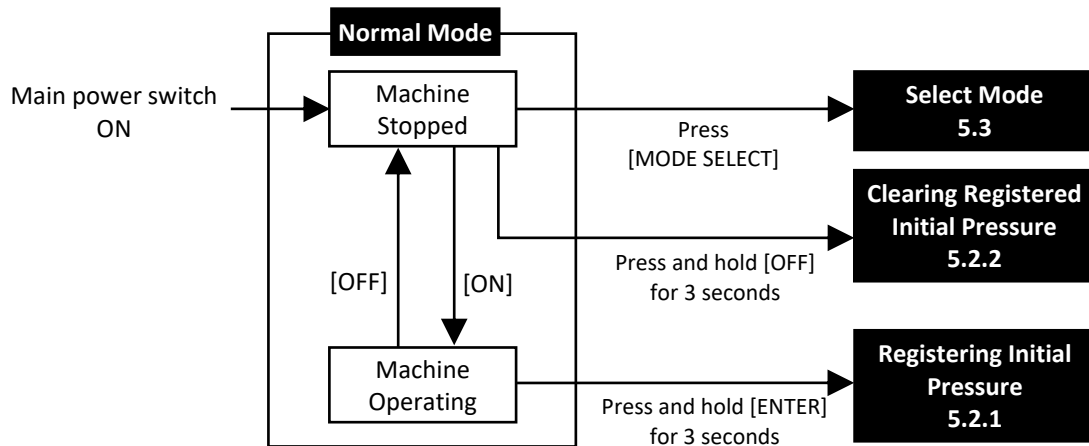 Normal Mode
Main power switch
ON
Machine
Stopped
Press
[MODE SELECT]
Select Mode
5.3
Clearing Registered
Initial Pressure
5.2.2
Press and hold [OFF]
for 3 seconds
[OFF]
[ON]
Machine
Operating
Press and hold [ENTER]
for 3 seconds
Registering Initial
Pressure
5.2.1